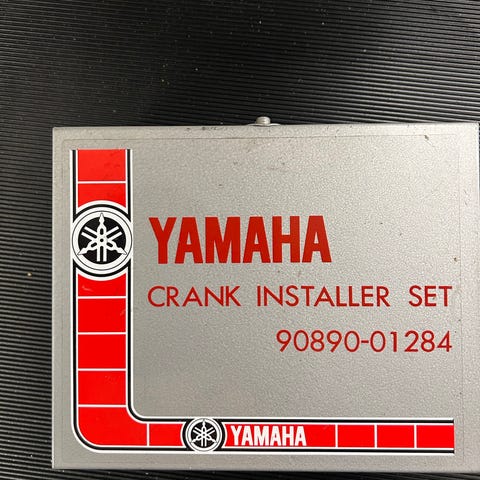 YAMAHA
CRANK INSTALLER SET
90890-01284
YAMAHA